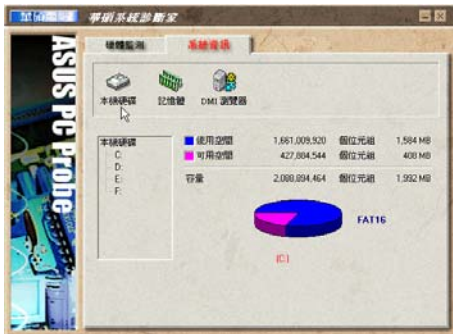 華碩系統診斷家
ASUS PC Probe
硬體監測
系統資訊
本機硬碟
記憶體
DMI 瀏覽器
本機硬碟
C:
D:
E:
F:
使用空間 1,661,009,920 個位元組 1,584 MB
可用空間 427,884,544 個位元組 408 MB
容量 2,088,894,464 個位元組 1,992 MB
FAT16
(C:)